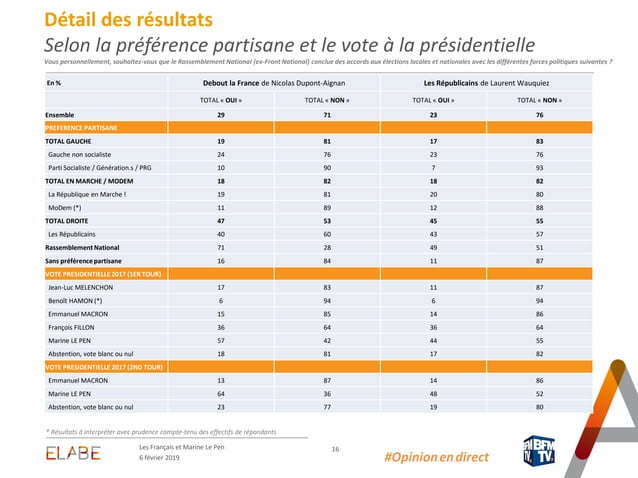 Détail des résultats
Selon la préférence partisane et le vote à la présidentielle
Vous personnellement, souhaitez-vous que le Rassemblement National (ex-Front National) conclue des accords aux élections locales et nationales avec les différentes forces politiques suivantes ?
En % Debout la France de Nicolas Dupont-Aignan Les Républicains de Laurent Wauquiez
TOTAL « OUI » TOTAL « NON » TOTAL « OUI » TOTAL « NON »
Ensemble 29 71 23 76
PREFERENCE PARTISANE
TOTAL GAUCHE 19 81 17 83
Gauche non socialiste 24 76 23 76
Parti Socialiste / Génération.s / PRG 10 90 7 93
TOTAL EN MARCHE / MODEM 18 82 18 82
La République en Marche ! 19 81 20 80
MoDem (*) 11 89 12 88
TOTAL DROITE 47 53 45 55
Les Républicains 40 60 43 57
Rassemblement National 71 28 49 51
Sans préférence partisane 16 84 11 87
VOTE PRESIDENTIELLE 2017 (1ER TOUR)
Jean-Luc MELENCHON 17 83 11 87
Benoît HAMON (*) 6 94 6 94
Emmanuel MACRON 15 85 14 86
François FILLON 36 64 36 64
Marine LE PEN 57 42 44 55
Abstention, vote blanc ou nul 18 81 17 82
VOTE PRESIDENTIELLE 2017 (2ND TOUR)
Emmanuel MACRON 13 87 14 86
Marine LE PEN 64 36 48 52
Abstention, vote blanc ou nul 23 77 19 80
* Résultats à interpréter avec prudence compte-tenu des effectifs de répondants
ELABE
Les Français et Marine Le Pen
6 février 2019
16
#Opinion en direct
BFM
TV.